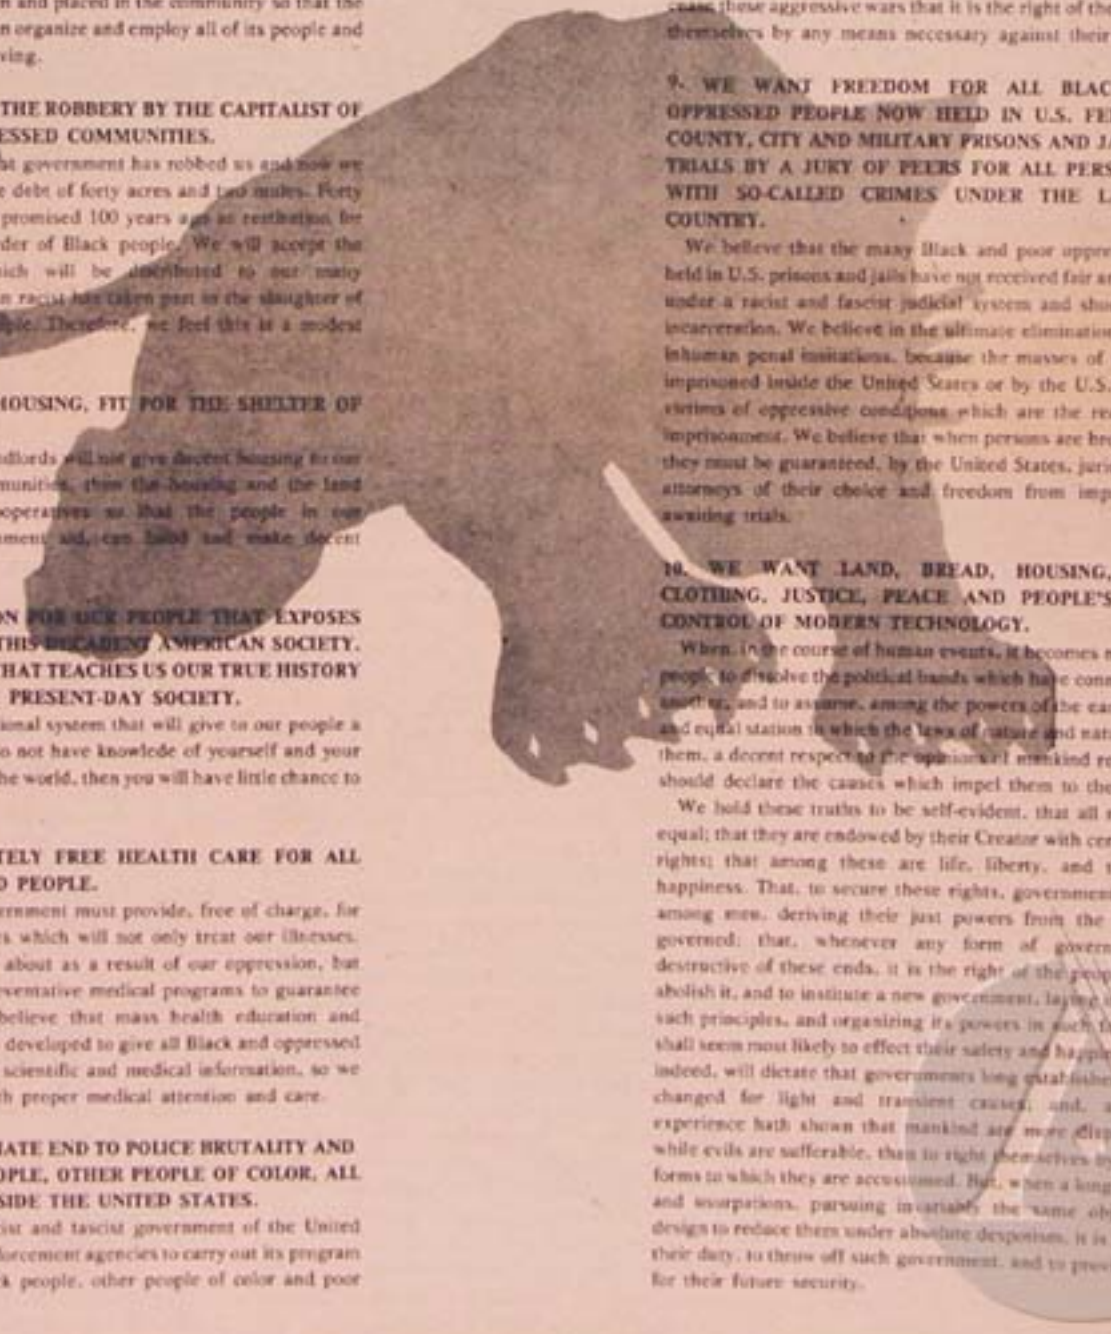 n and placed in the community so that the
n organize and employ all of its people and
ving.
THE ROBBERY BY THE CAPITALIST OF
ESSED COMMUNITIES.
st government has robbed us and now we
e debt of forty acres and two mules. Forty
promised 100 years ago as restitution for
der of Black people. We will accept the
ich will be distributed to our many
n racist has taken part in the slaughter of
ple. Therefore, we feel this is a modest
HOUSING, FIT FOR THE SHELTER OF
dlords will not give decent housing to our
munities, then the housing and the land
ooperatives so that the people in our
nment aid, can build and make decent
ON FOR OUR PEOPLE THAT EXPOSES
THIS DECADENT AMERICAN SOCIETY.
HAT TEACHES US OUR TRUE HISTORY
PRESENT-DAY SOCIETY.
ional system that will give to our people a
o not have knowlede of yourself and your
he world, then you will have little chance to
TELY FREE HEALTH CARE FOR ALL
D PEOPLE.
ernment must provide, free of charge, for
s which will not only treat our illnesses,
about as a result of our oppression, but
eventative medical programs to guarantee
believe that mass health education and
developed to give all Black and oppressed
scientific and medical information, so we
th proper medical attention and care.
IATE END TO POLICE BRUTALITY AND
OPLE, OTHER PEOPLE OF COLOR, ALL
SIDE THE UNITED STATES.
ist and fascist government of the United
forcement agencies to carry out its program
k people, other people of color and poor
cease these aggressive wars that it is the right of the
themselves by any means necessary against their
9. WE WANT FREEDOM FOR ALL BLAC
OPPRESSED PEOPLE NOW HELD IN U.S. FE
COUNTY, CITY AND MILITARY PRISONS AND JA
TRIALS BY A JURY OF PEERS FOR ALL PERS
WITH SO-CALLED CRIMES UNDER THE L
COUNTRY.
We believe that the many Black and poor oppre
held in U.S. prisons and jails have not received fair a
under a racist and fascist judicial system and sho
incarceration. We believe in the ultimate elimination
inhuman penal institutions, because the masses of
imprisoned inside the United States or by the U.S.
victims of oppressive conditions which are the re
imprisonment. We believe that when persons are br
they must be guaranteed, by the United States, juri
attorneys of their choice and freedom from imp
awaiting trials.
10. WE WANT LAND, BREAD, HOUSING,
CLOTHING, JUSTICE, PEACE AND PEOPLE'S
CONTROL OF MODERN TECHNOLOGY.
When, in the course of human events, it becomes n
people to dissolve the political bands which have conn
another, and to assume, among the powers of the ea
and equal station to which the laws of nature and nat
them, a decent respect to the opinions of mankind re
should declare the causes which impel them to the
We hold these truths to be self-evident, that all
equal; that they are endowed by their Creator with cer
rights; that among these are life, liberty, and
happiness. That, to secure these rights, government
among men, deriving their just powers from the
governed; that, whenever any form of govern
destructive of these ends, it is the right of the peop
abolish it, and to institute a new government, laying
such principles, and organizing its powers in such f
shall seem most likely to effect their safety and happi
indeed, will dictate that governments long establishe
changed for light and transient causes; and,
experience hath shown that mankind are more disp
while evils are sufferable, than to right themselves by
forms to which they are accustomed. But, when a long
and usurpations, pursuing invariably the same ob
design to reduce them under absolute despotism, it is
their duty, to throw off such government, and to prov
for their future security.